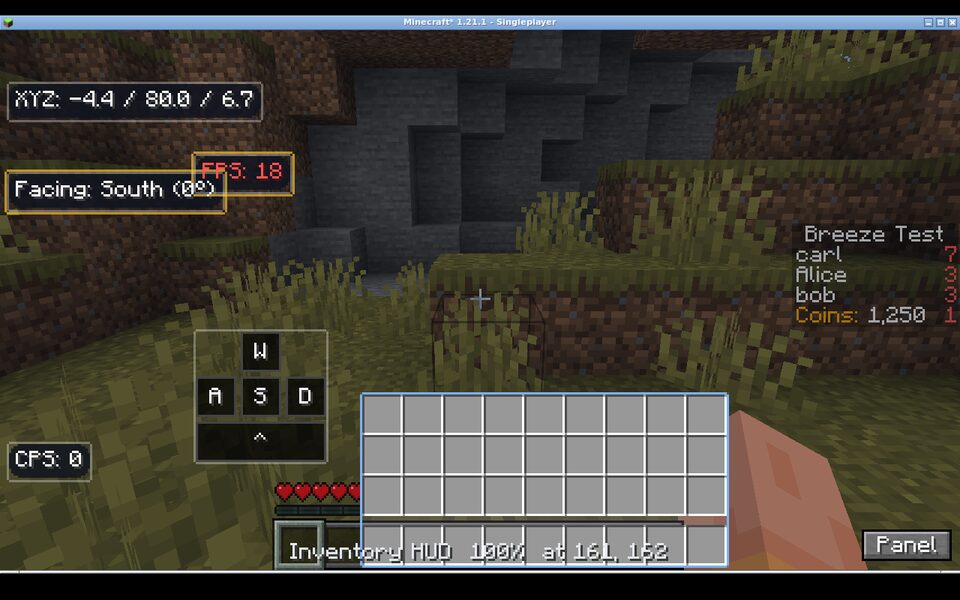 Minecraft* 1.21.1 - Singleplayer
XYZ: -4.4 / 80.0 / 6.7
FPS: 18
Facing: South (0°)
Breeze Test
carl 7
Alice 3
bob 3
Coins: 1,250 1
W
A S D
^
CPS: 0
Inventory HUD 100% at 161, 162
Panel